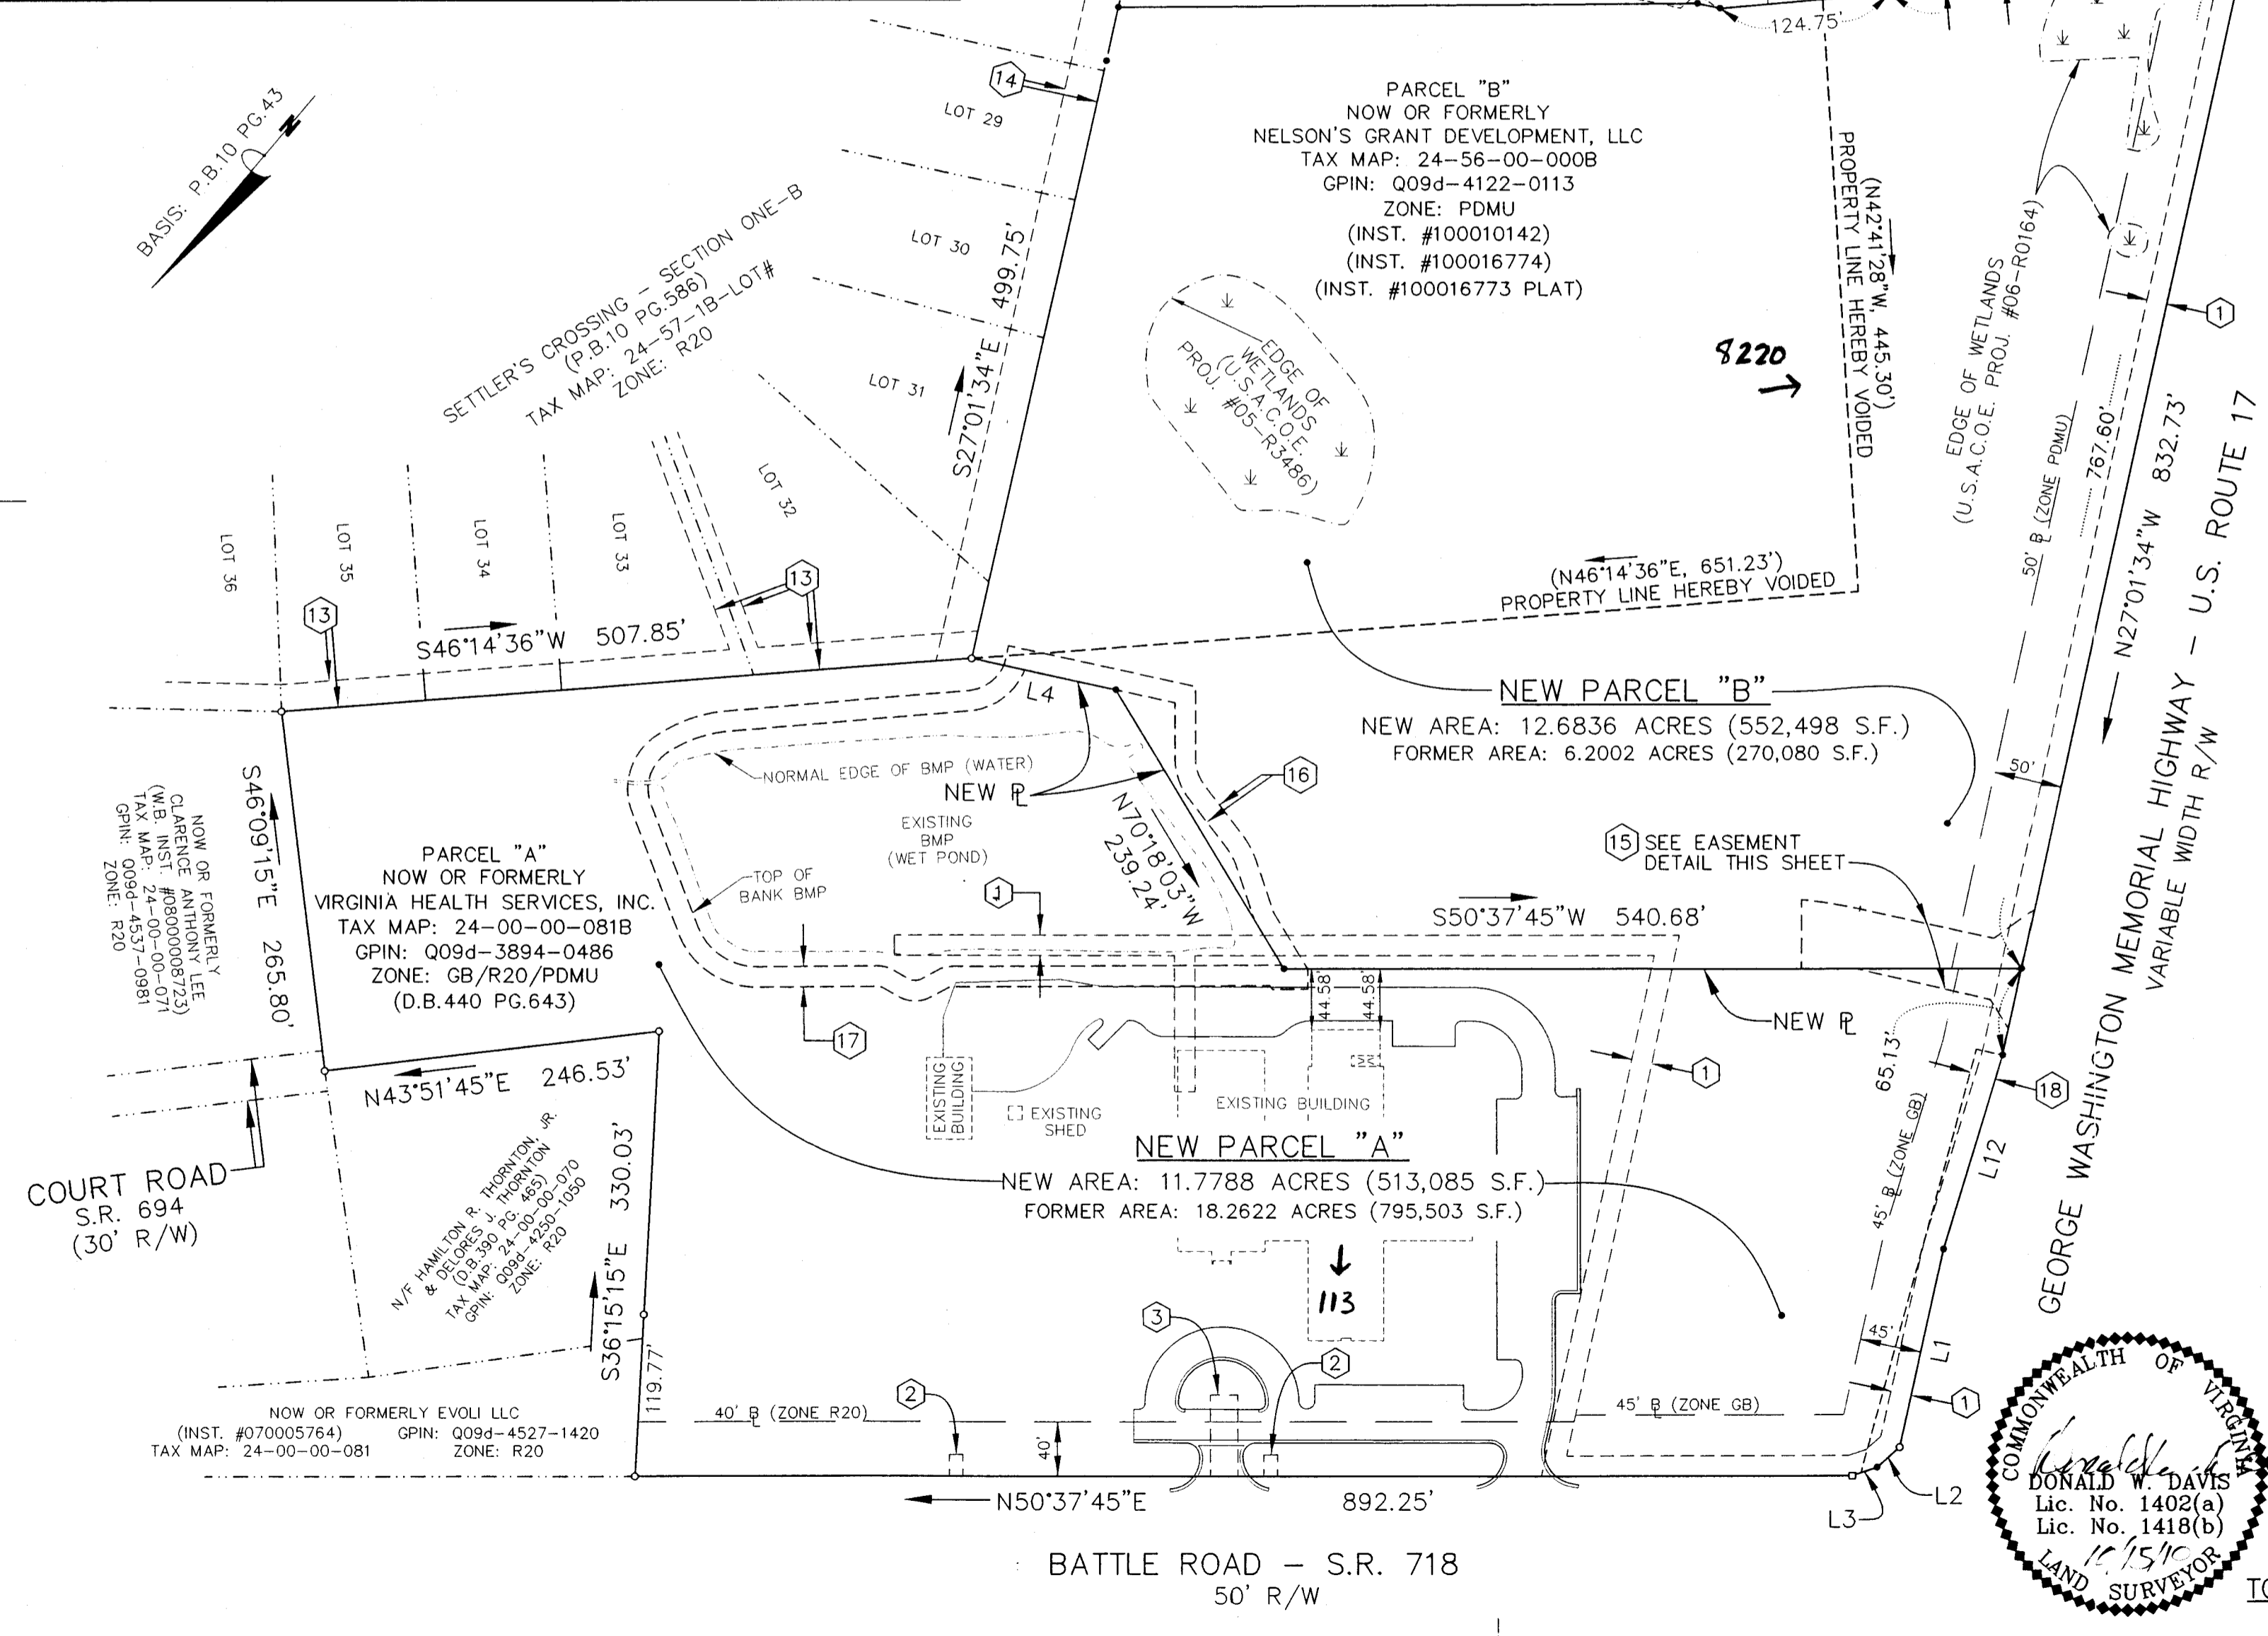 BASIS: P.B.10 PG.43
N
SETTLER'S CROSSING - SECTION ONE-B
(P.B.10 PG.586)
TAX MAP: 24-57-1B-LOT#
ZONE: R20
14
LOT 29
LOT 30
LOT 31
LOT 32
LOT 33
LOT 34
LOT 35
LOT 36
S27°01'34"E 499.75'
124.75'
PARCEL "B"
NOW OR FORMERLY
NELSON'S GRANT DEVELOPMENT, LLC
TAX MAP: 24-56-00-000B
GPIN: Q09d-4122-0113
ZONE: PDMU
(INST. #100010142)
(INST. #100016774)
(INST. #100016773 PLAT)
EDGE OF
WETLANDS
(U.S.A.C.O.E.
PROJ. #05-R3486)
8220
(N42°41'28"W, 445.30')
PROPERTY LINE HEREBY VOIDED
EDGE OF WETLANDS
(U.S.A.C.O.E. PROJ. #06-R0164)
1
50' BL (ZONE PDMU)
767.60'
N27°01'34"W 832.73'
GEORGE WASHINGTON MEMORIAL HIGHWAY - U.S. ROUTE 17
VARIABLE WIDTH R/W
(N46°14'36"E, 651.23')
PROPERTY LINE HEREBY VOIDED
13
13
S46°14'36"W 507.85'
L4
NEW PARCEL "B"
NEW AREA: 12.6836 ACRES (552,498 S.F.)
FORMER AREA: 6.2002 ACRES (270,080 S.F.)
50'
NORMAL EDGE OF BMP (WATER)
NEW PL
16
N70°18'03"W
239.24'
EXISTING
BMP
(WET POND)
TOP OF
BANK BMP
1
15 SEE EASEMENT
DETAIL THIS SHEET
S46°09'15"E 265.80'
NOW OR FORMERLY
CLARENCE ANTHONY LEE
(W.B. INST. #080000008723)
TAX MAP: 24-00-00-071
GPIN: Q09d-4537-0981
ZONE: R20
PARCEL "A"
NOW OR FORMERLY
VIRGINIA HEALTH SERVICES, INC.
TAX MAP: 24-00-00-081B
GPIN: Q09d-3894-0486
ZONE: GB/R20/PDMU
(D.B.440 PG.643)
S50°37'45"W 540.68'
44.58'
44.58'
NEW PL
17
65.13'
1
18
N43°51'45"E 246.53'
EXISTING
BUILDING
EXISTING
SHED
EXISTING BUILDING
COURT ROAD
S.R. 694
(30' R/W)
N/F HAMILTON R. THORNTON, JR.
& DELORES J. THORNTON
(D.B.390 PG. 465)
TAX MAP: 24-00-00-070
GPIN: Q09d-4250-1050
ZONE: R20
S36°15'15"E 330.03'
119.77'
NEW PARCEL "A"
NEW AREA: 11.7788 ACRES (513,085 S.F.)
FORMER AREA: 18.2622 ACRES (795,503 S.F.)
113
45' BL (ZONE GB)
L12
45'
L1
1
3
2
2
NOW OR FORMERLY EVOLI LLC
(INST. #070005764) GPIN: Q09d-4527-1420
TAX MAP: 24-00-00-081 ZONE: R20
40' BL (ZONE R20)
40'
45' BL (ZONE GB)
N50°37'45"E 892.25'
L3
L2
BATTLE ROAD - S.R. 718
50' R/W
COMMONWEALTH OF VIRGINIA
DONALD W. DAVIS
Lic. No. 1402(a)
Lic. No. 1418(b)
10/15/10
LAND SURVEYOR